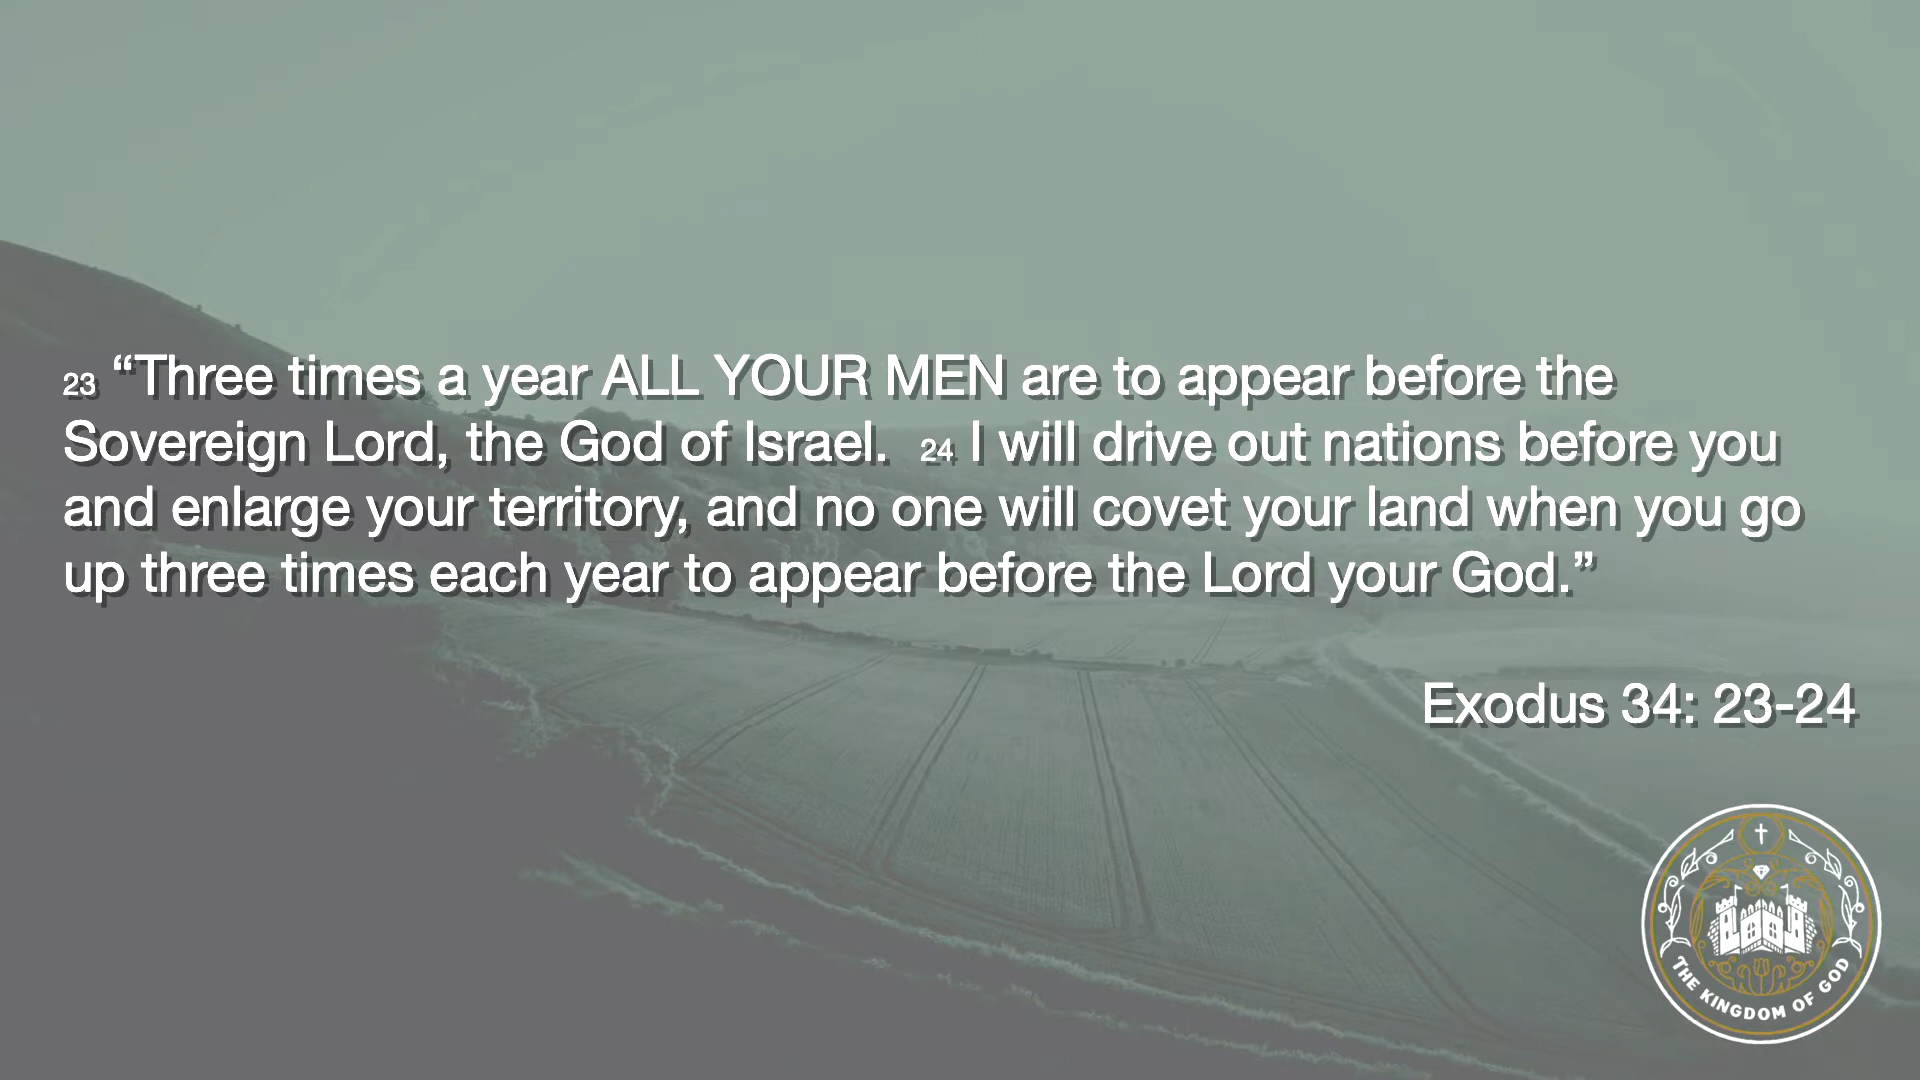 23 “Three times a year ALL YOUR MEN are to appear before the
Sovereign Lord, the God of Israel.  24 I will drive out nations before you
and enlarge your territory, and no one will covet your land when you go
up three times each year to appear before the Lord your God.”
Exodus 34: 23-24
THE KINGDOM OF GOD